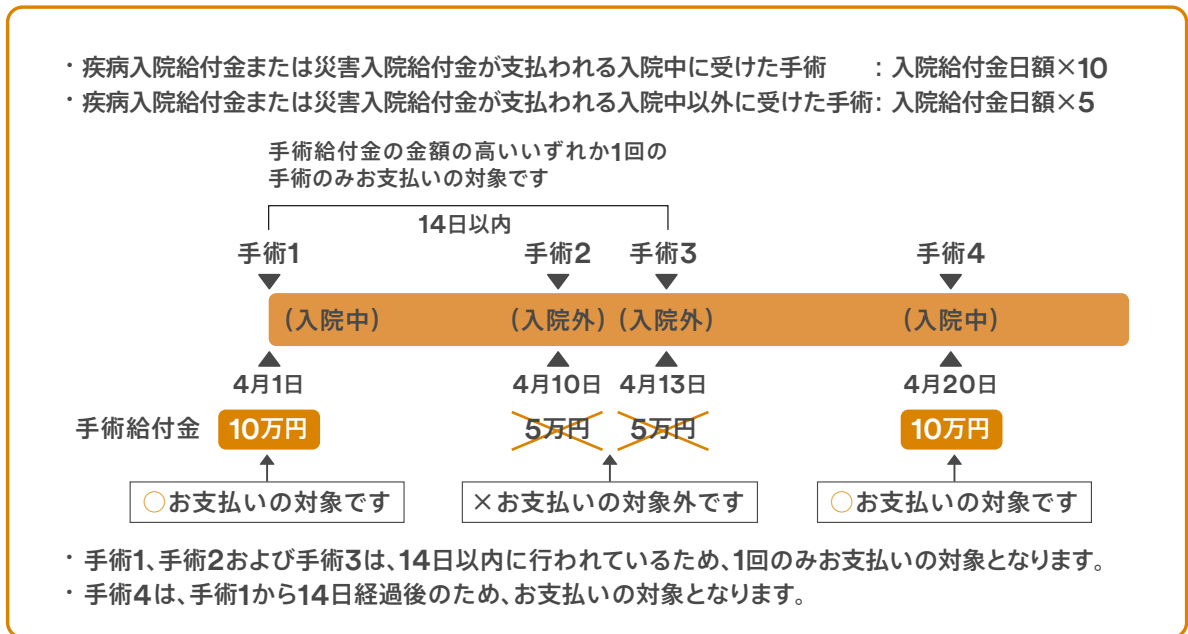 ・疾病入院給付金または災害入院給付金が支払われる入院中に受けた手術　：入院給付金日額×10
・疾病入院給付金または災害入院給付金が支払われる入院中以外に受けた手術：入院給付金日額×5
手術給付金の金額の高いいずれか1回の
手術のみお支払いの対象です
14日以内
手術1　手術2　手術3　手術4
（入院中）（入院外）（入院外）（入院中）
4月1日　4月10日　4月13日　4月20日
手術給付金　10万円　5万円　5万円　10万円
○お支払いの対象です　×お支払いの対象外です　○お支払いの対象です
・手術1、手術2および手術3は、14日以内に行われているため、1回のみお支払いの対象となります。
・手術4は、手術1から14日経過後のため、お支払いの対象となります。